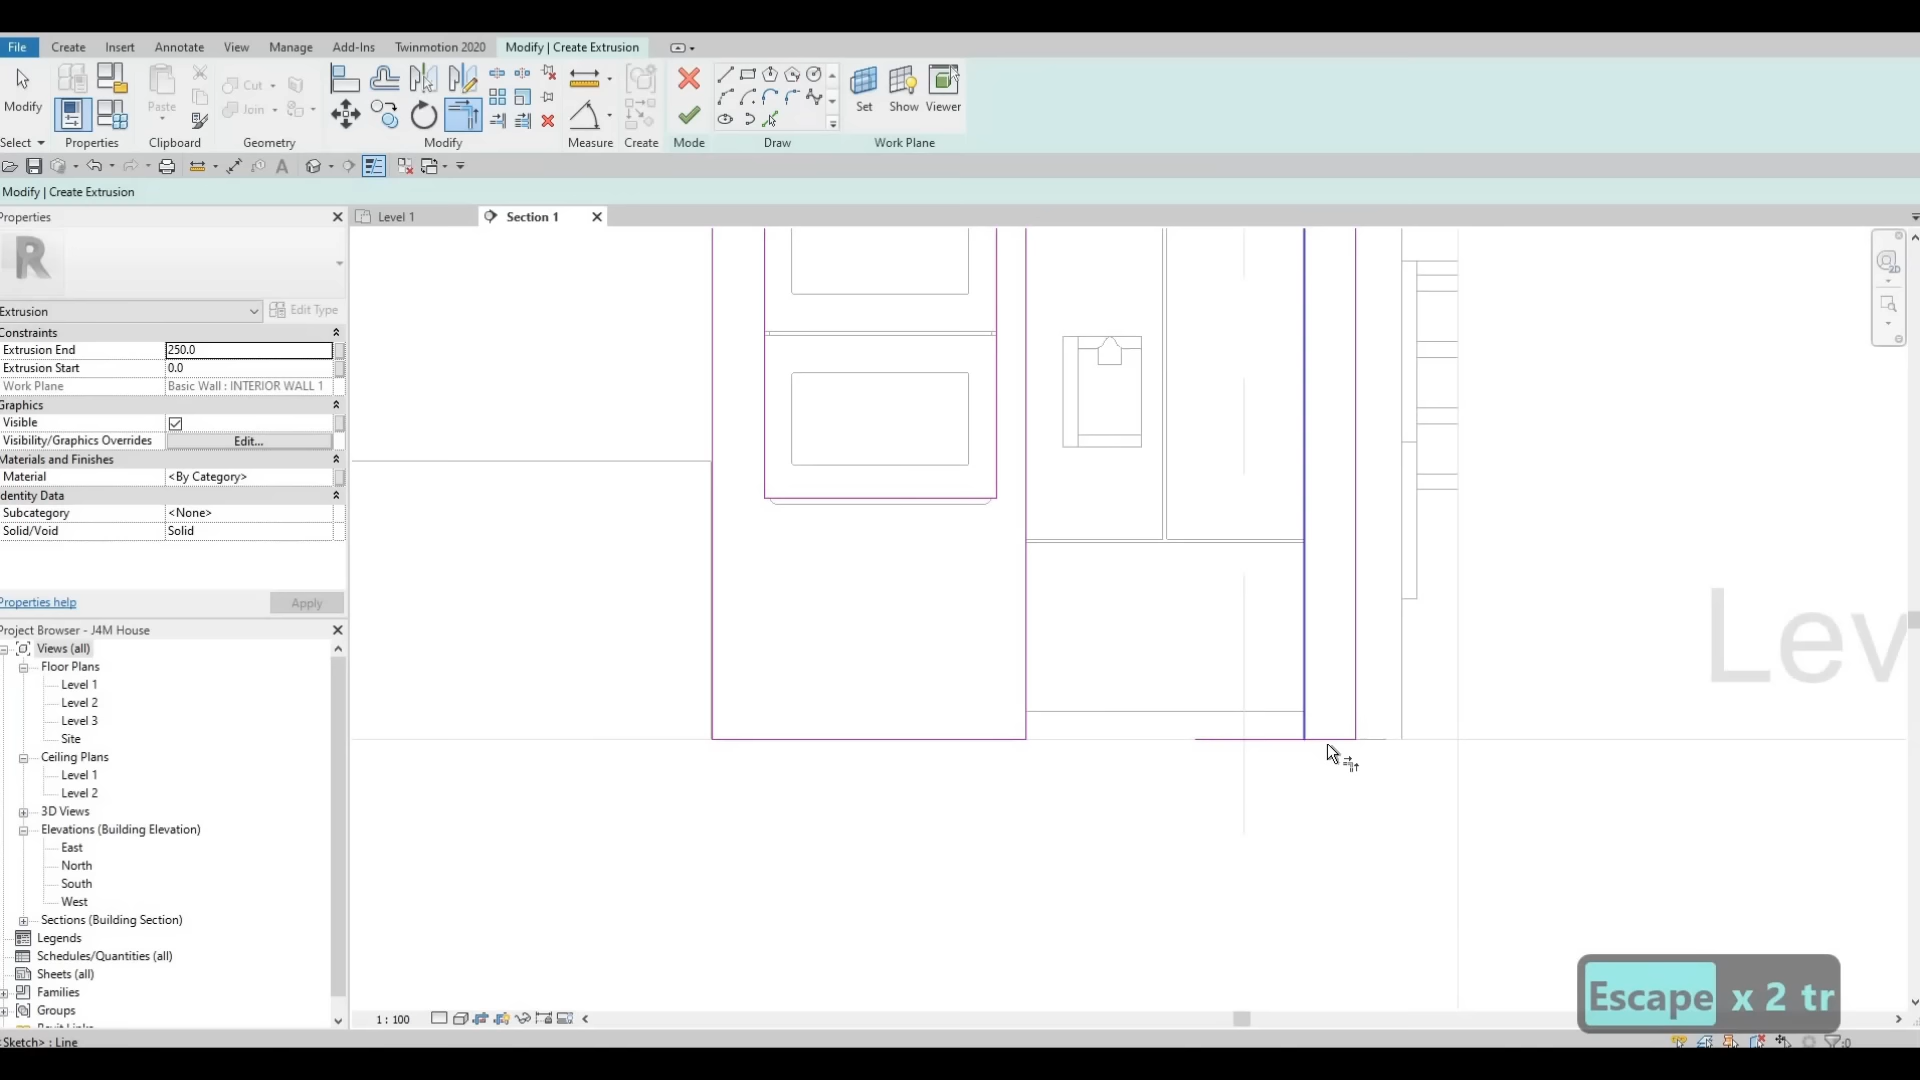 File Create Insert Annotate View Manage Add-Ins Twinmotion 2020 Modify | Create Extrusion
Modify Paste Cut Join Set Show Viewer
Select Properties Clipboard Geometry Modify Measure Create Mode Draw Work Plane
Modify | Create Extrusion
Properties
Level 1
Section 1
R
Extrusion
Edit Type
Constraints
Extrusion End 250.0
Extrusion Start 0.0
Work Plane Basic Wall : INTERIOR WALL 1
Graphics
Visible
Visibility/Graphics Overrides Edit...
Materials and Finishes
Material <By Category>
Identity Data
Subcategory <None>
Solid/Void Solid
Properties help
Apply
Project Browser - J4M House
Views (all)
Floor Plans
Level 1
Level 2
Level 3
Site
Ceiling Plans
Level 1
Level 2
3D Views
Elevations (Building Elevation)
East
North
South
West
Sections (Building Section)
Legends
Schedules/Quantities (all)
Sheets (all)
Families
Groups
Lev
1 : 100
Escape x 2 tr
<Sketch> : Line
:0